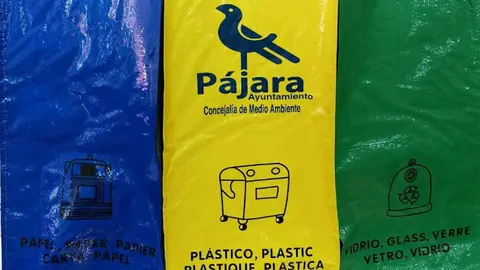 Pájara
Ayuntamiento
Concejalía de Medio Ambiente
PAPEL, PAPER, PAPIER
CARTA, PAPEL
PLÁSTICO, PLASTIC
PLASTIQUE, PLASTICA
VIDRIO, GLASS, VERRE
VETRO, VIDRIO